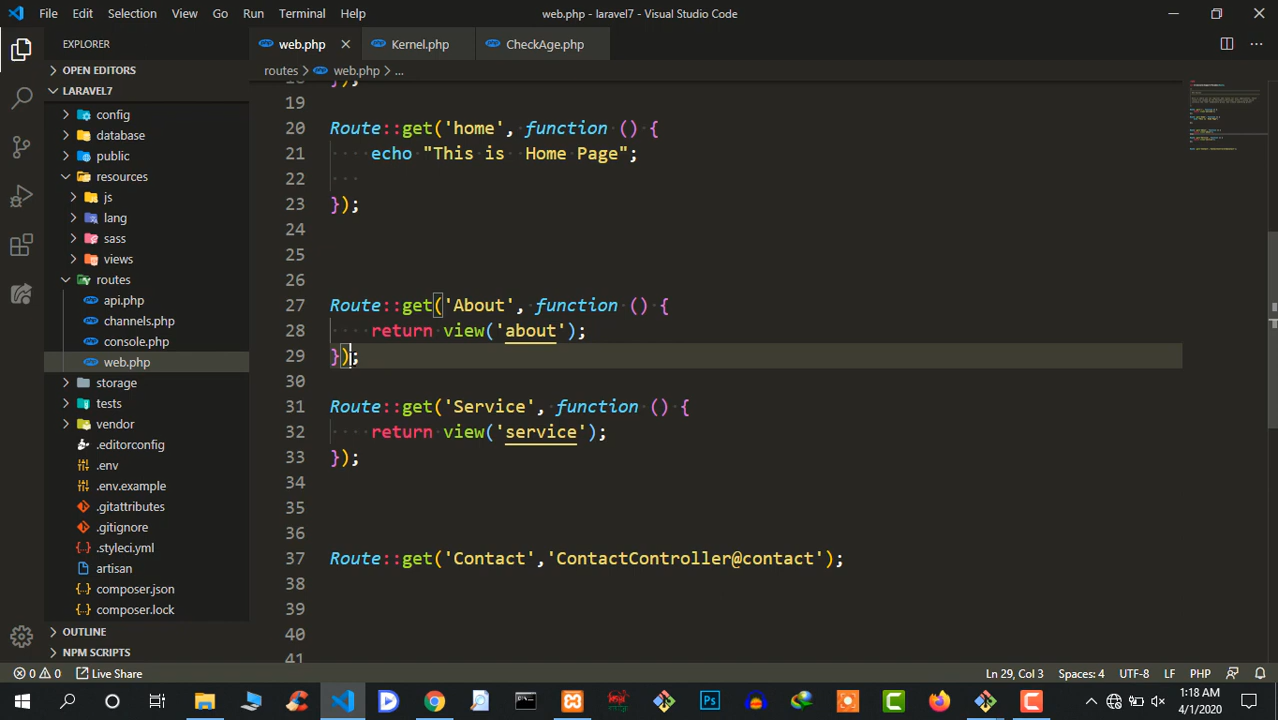 File Edit Selection View Go Run Terminal Help web.php - laravel7 - Visual Studio Code
EXPLORER
web.php Kernel.php CheckAge.php
OPEN EDITORS
LARAVEL7
config
database
public
resources
js
lang
sass
views
routes
api.php
channels.php
console.php
web.php
storage
tests
vendor
.editorconfig
.env
.env.example
.gitattributes
.gitignore
.styleci.yml
artisan
composer.json
composer.lock
OUTLINE
NPM SCRIPTS
routes > web.php > ...
18 });
19
20 Route::get('home', function () {
21 echo "This is  Home Page";
22
23 });
24
25
26
27 Route::get('About', function () {
28 return view('about');
29 });
30
31 Route::get('Service', function () {
32 return view('service');
33 });
34
35
36
37 Route::get('Contact','ContactController@contact');
38
39
40
41
0 0 Live Share Ln 29, Col 3 Spaces: 4 UTF-8 LF PHP
Ps
1:18 AM
4/1/2020